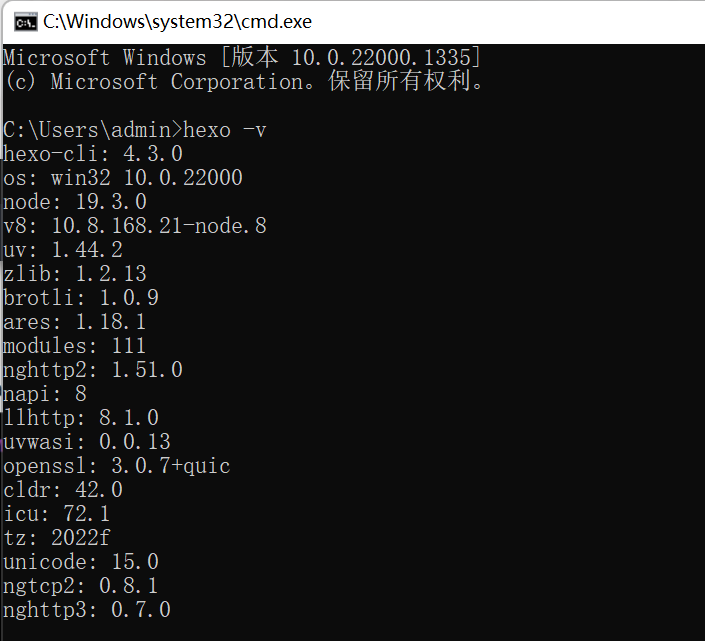 C:\Windows\system32\cmd.exe
Microsoft Windows [版本 10.0.22000.1335]
(c) Microsoft Corporation。保留所有权利。
C:\Users\admin>hexo -v
hexo-cli: 4.3.0
os: win32 10.0.22000
node: 19.3.0
v8: 10.8.168.21-node.8
uv: 1.44.2
zlib: 1.2.13
brotli: 1.0.9
ares: 1.18.1
modules: 111
nghttp2: 1.51.0
napi: 8
llhttp: 8.1.0
uvwasi: 0.0.13
openssl: 3.0.7+quic
cldr: 42.0
icu: 72.1
tz: 2022f
unicode: 15.0
ngtcp2: 0.8.1
nghttp3: 0.7.0